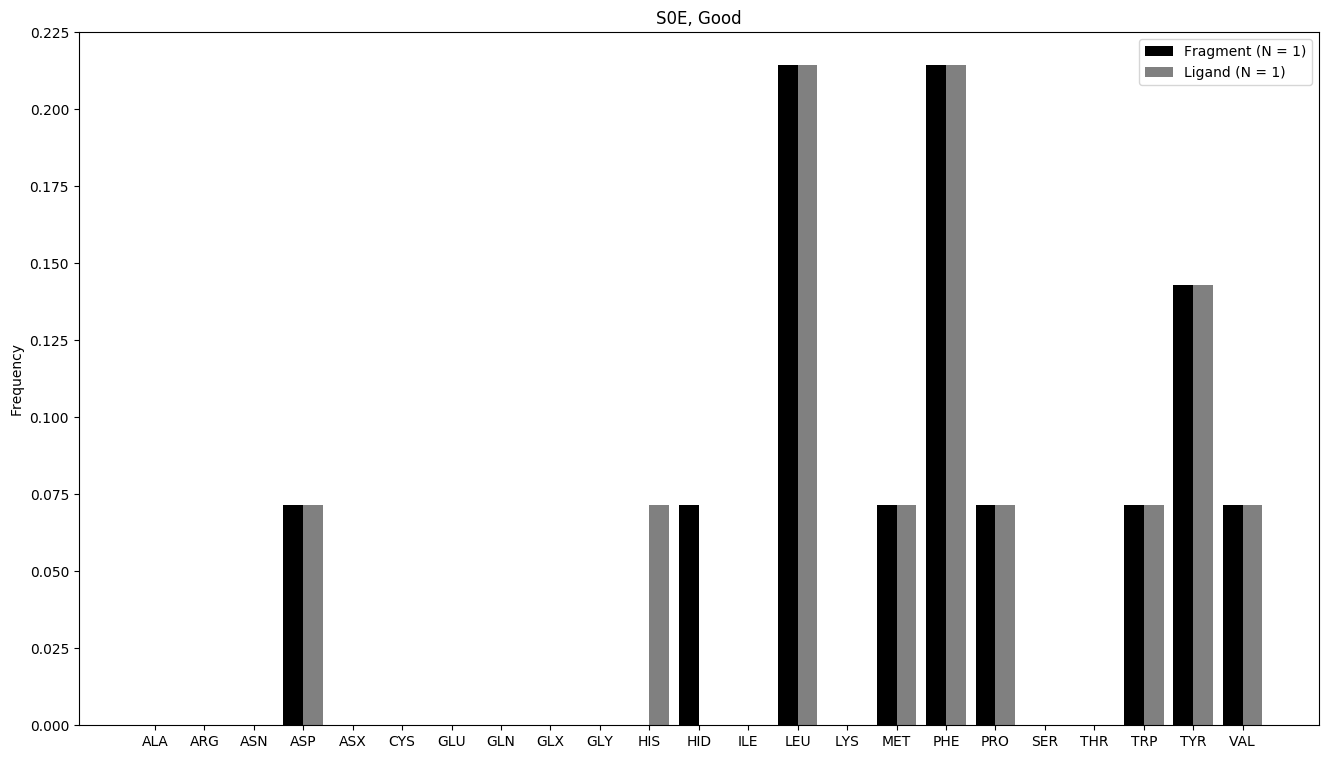 S0E, Good
Fragment (N = 1)
Ligand (N = 1)
Frequency
0.225
0.200
0.175
0.150
0.125
0.100
0.075
0.050
0.025
0.000
ALA ARG ASN ASP ASX CYS GLU GLN GLX GLY HIS HID ILE LEU LYS MET PHE PRO SER THR TRP TYR VAL